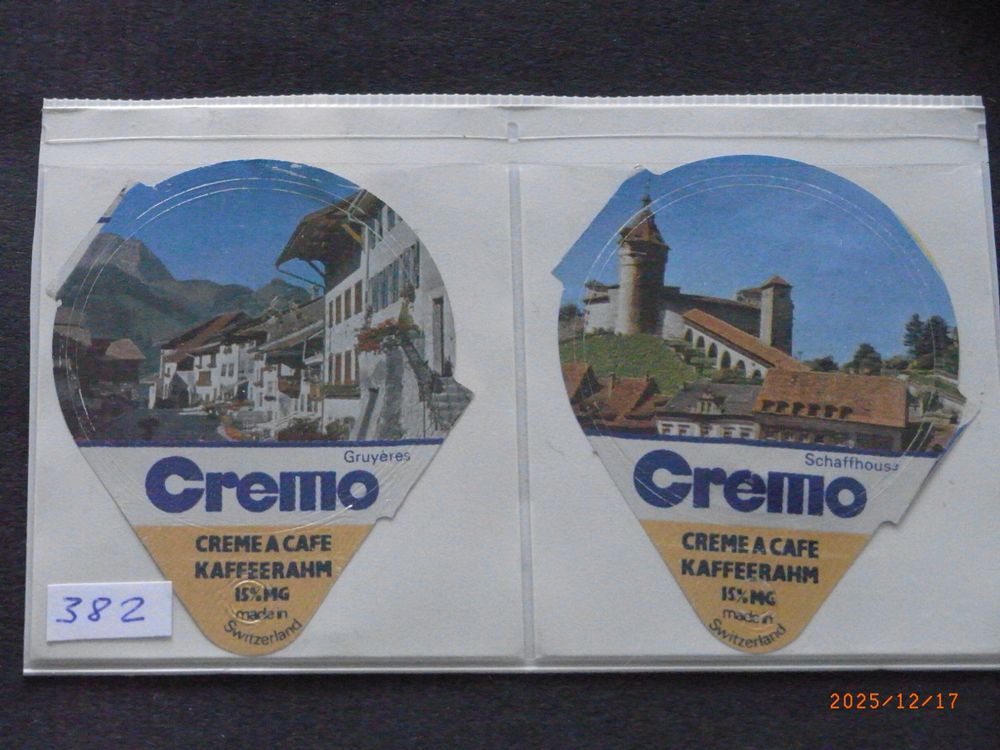 Gruyères
Cremo
CREME A CAFE
KAFFEERAHM
15% MG
made in
Switzerland
Schaffhouse
Cremo
CREME A CAFE
KAFFEERAHM
15% MG
made in
Switzerland
382
2025/12/17